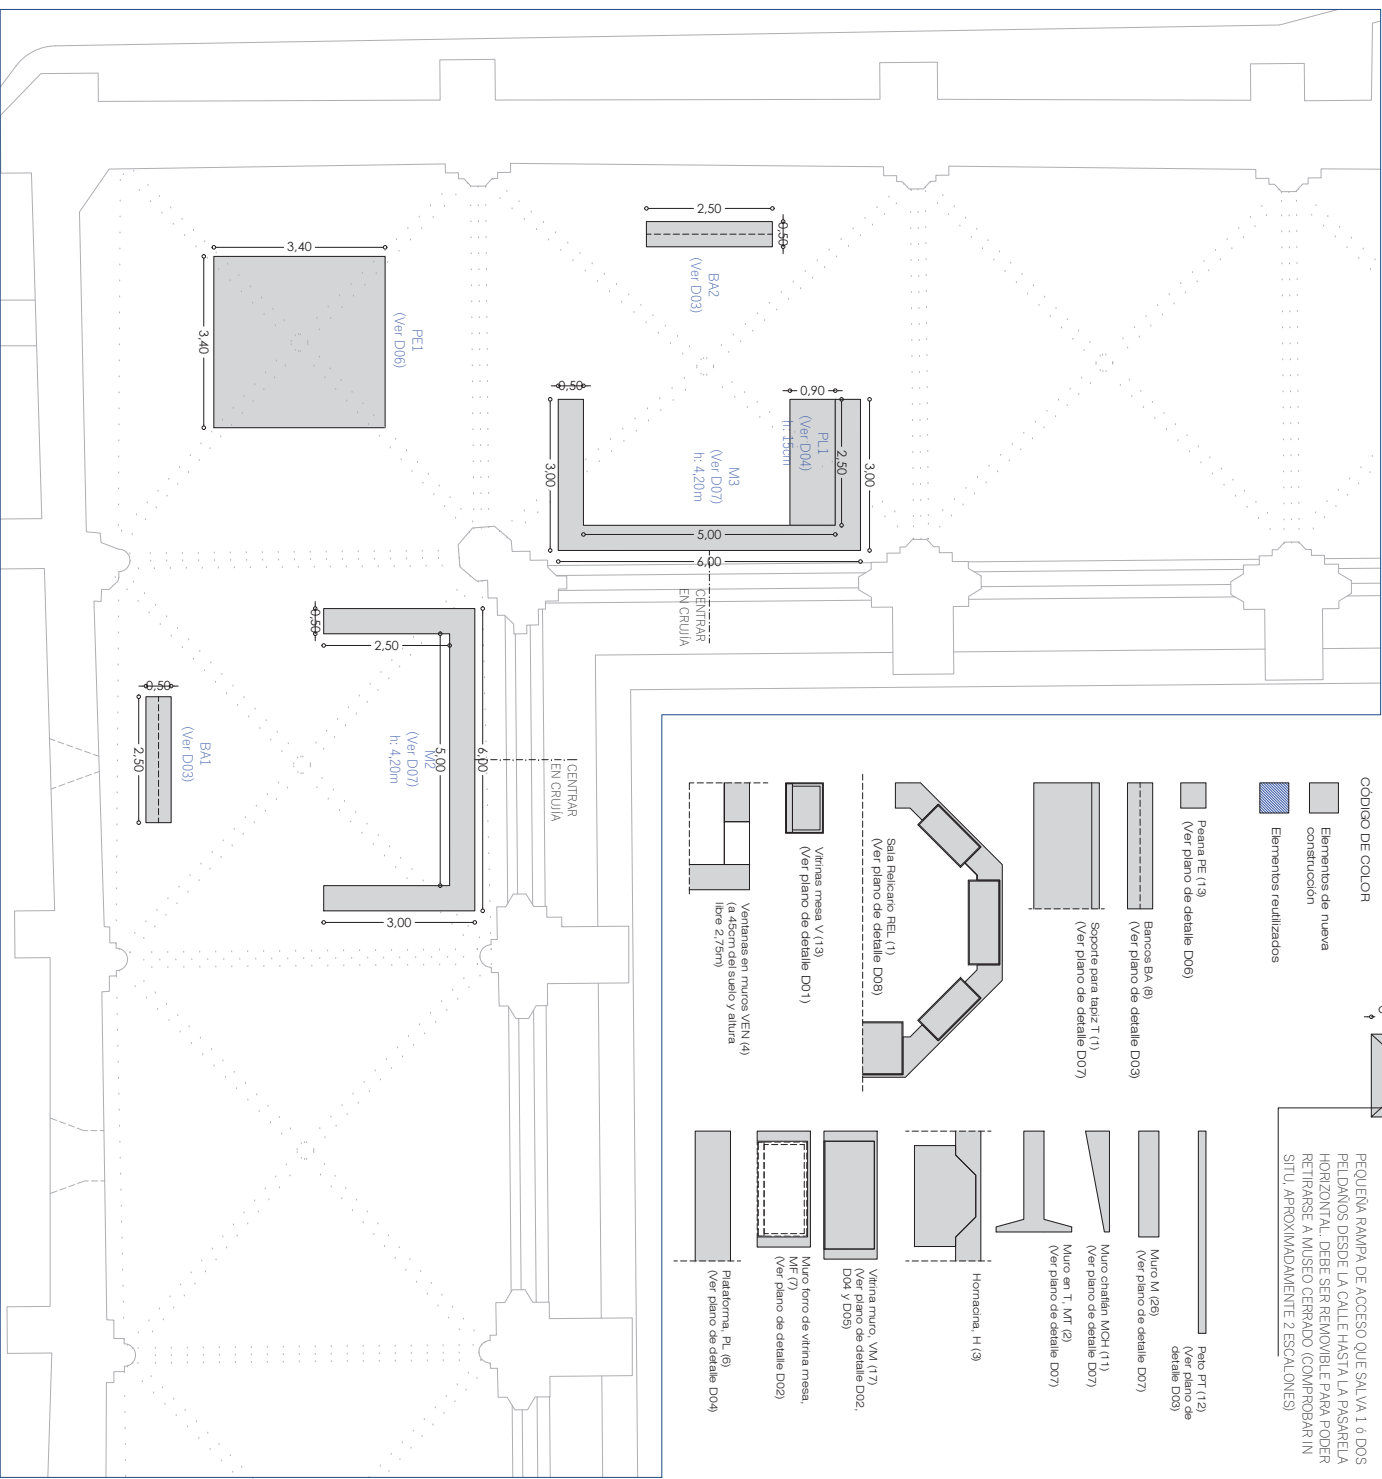 3,40
3,40
PE1
(Ver D06)
2,50
0,50
BA2
(Ver D03)
0,50
3,00
0,90
PL1
(Ver D04)
h: 15cm
2,50
3,00
M3
(Ver D07)
h: 4,20m
5,00
6,00
CENTRAR
EN CRUJÍA
0,50
2,50
M2
(Ver D07)
h: 4,20m
5,00
6,00
3,00
CENTRAR
EN CRUJÍA
0,50
2,50
BA1
(Ver D03)
CÓDIGO DE COLOR
Elementos de nueva
construcción
Elementos reutilizados
Peana PE (13)
(Ver plano de detalle D06)
Bancos BA (8)
(Ver plano de detalle D03)
Soporte para tapiz T (1)
(Ver plano de detalle D07)
Sala Relicario REL (1)
(Ver plano de detalle D08)
Vitrinas mesa V (13)
(Ver plano de detalle D01)
Ventanas en muros VEN (4)
(a 45cm del suelo y altura
libre 2,75m)
PEQUEÑA RAMPA DE ACCESO QUE SALVA 1 ó DOS
PELDAÑOS DESDE LA CALLE HASTA LA PASARELA
HORIZONTAL. DEBE SER REMOVIBLE PARA PODER
RETIRARSE A MUSEO CERRADO (COMPROBAR IN
SITU, APROXIMADAMENTE 2 ESCALONES)
Peto PT (12)
(Ver plano de
detalle D03)
Muro M (26)
(Ver plano de detalle D07)
Muro chaflán MCH (11)
(Ver plano de detalle D07)
Muro en T, MT (2)
(Ver plano de detalle D07)
Hornacina, H (3)
Vitrina muro, VM (17)
(Ver plano de detalle D02,
D04 y D05)
Muro forro de vitrina mesa,
MF (7)
(Ver plano de detalle D02)
Plataforma, PL (6)
(Ver plano de detalle D04)